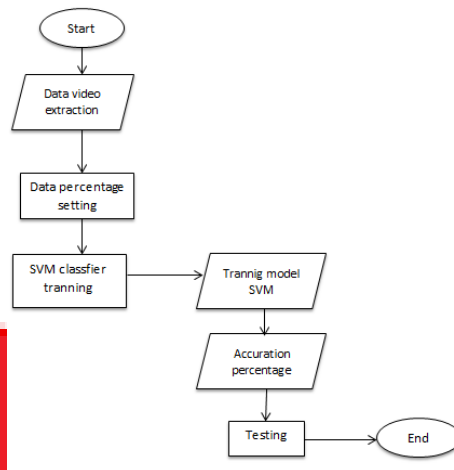 Start
Data video
extraction
Data percentage
setting
SVM classfier
tranning
Trannig model
SVM
Accuration
percentage
Testing
End